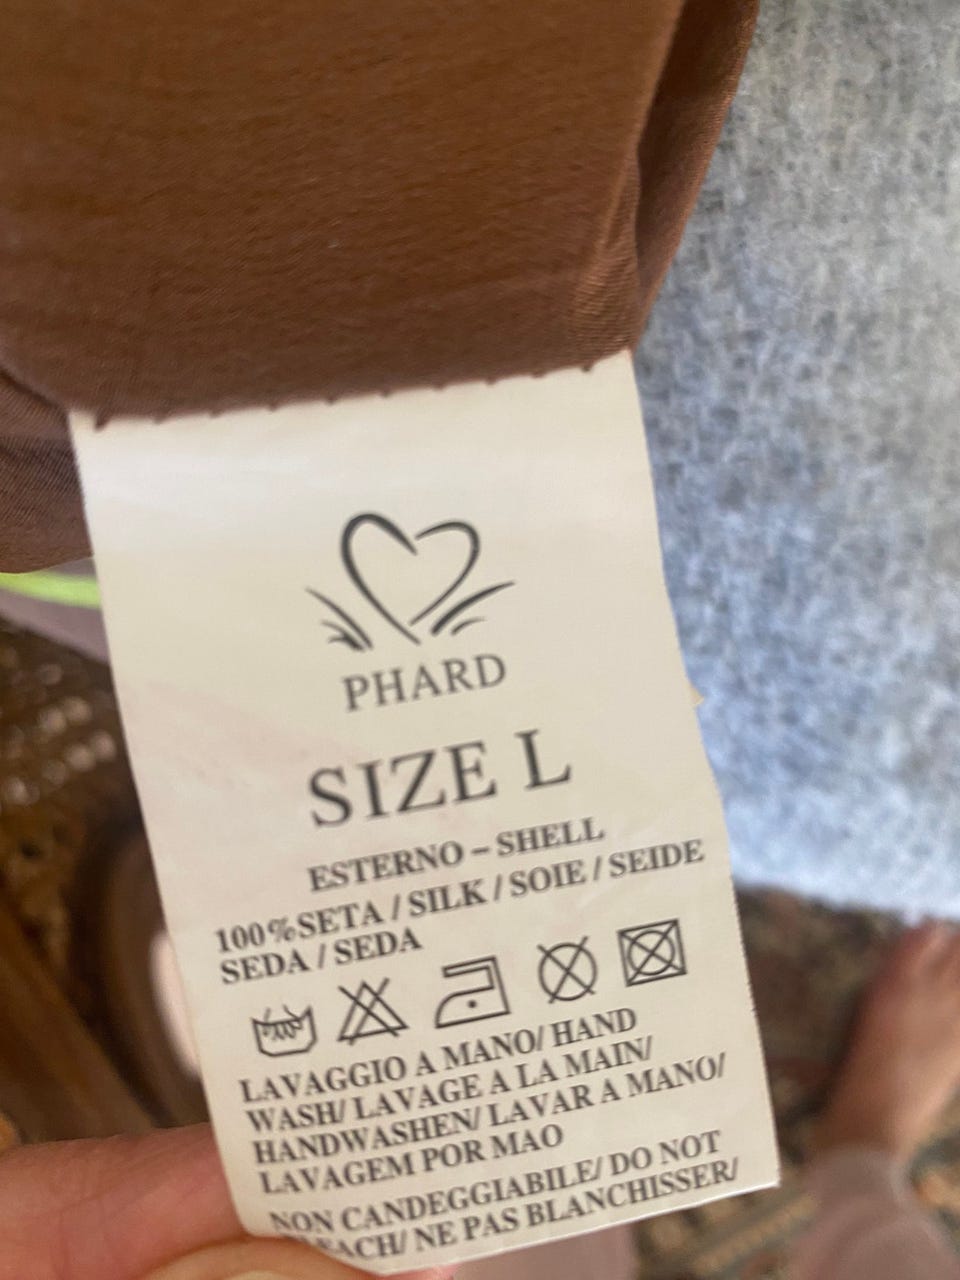 PHARD
SIZE L
ESTERNO – SHELL
100%SETA / SILK / SOIE / SEIDE
SEDA / SEDA
LAVAGGIO A MANO/ HAND
WASH/ LAVAGE A LA MAIN/
HANDWASHEN/ LAVAR A MANO/
LAVAGEM POR MAO
NON CANDEGGIABILE/ DO NOT
BLEACH/ NE PAS BLANCHISSER/